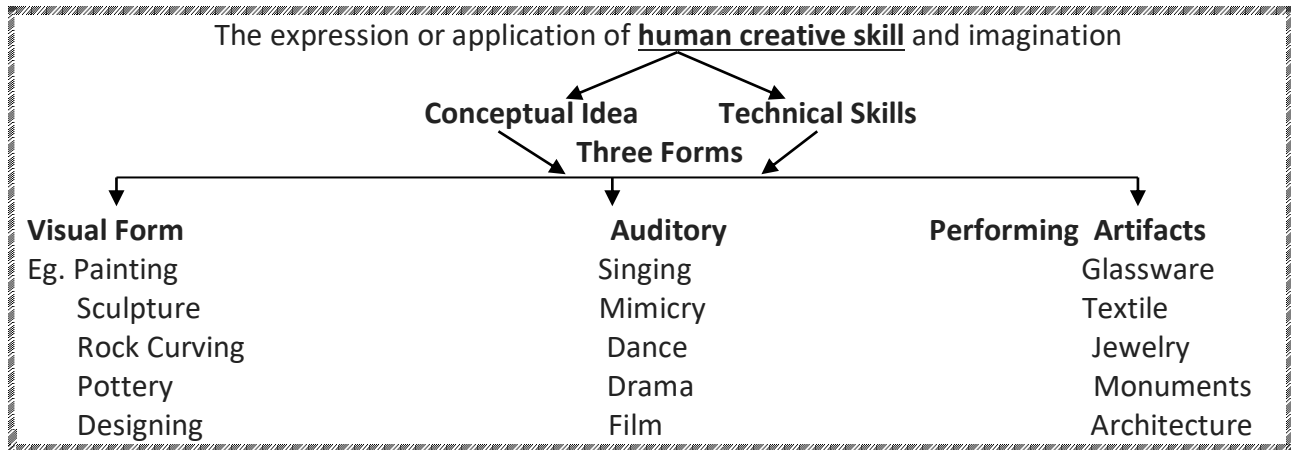 The expression or application of human creative skill and imagination
Conceptual Idea Technical Skills
Three Forms
Visual Form Auditory Performing Artifacts
Eg. Painting Singing Glassware
Sculpture Mimicry Textile
Rock Curving Dance Jewelry
Pottery Drama Monuments
Designing Film Architecture